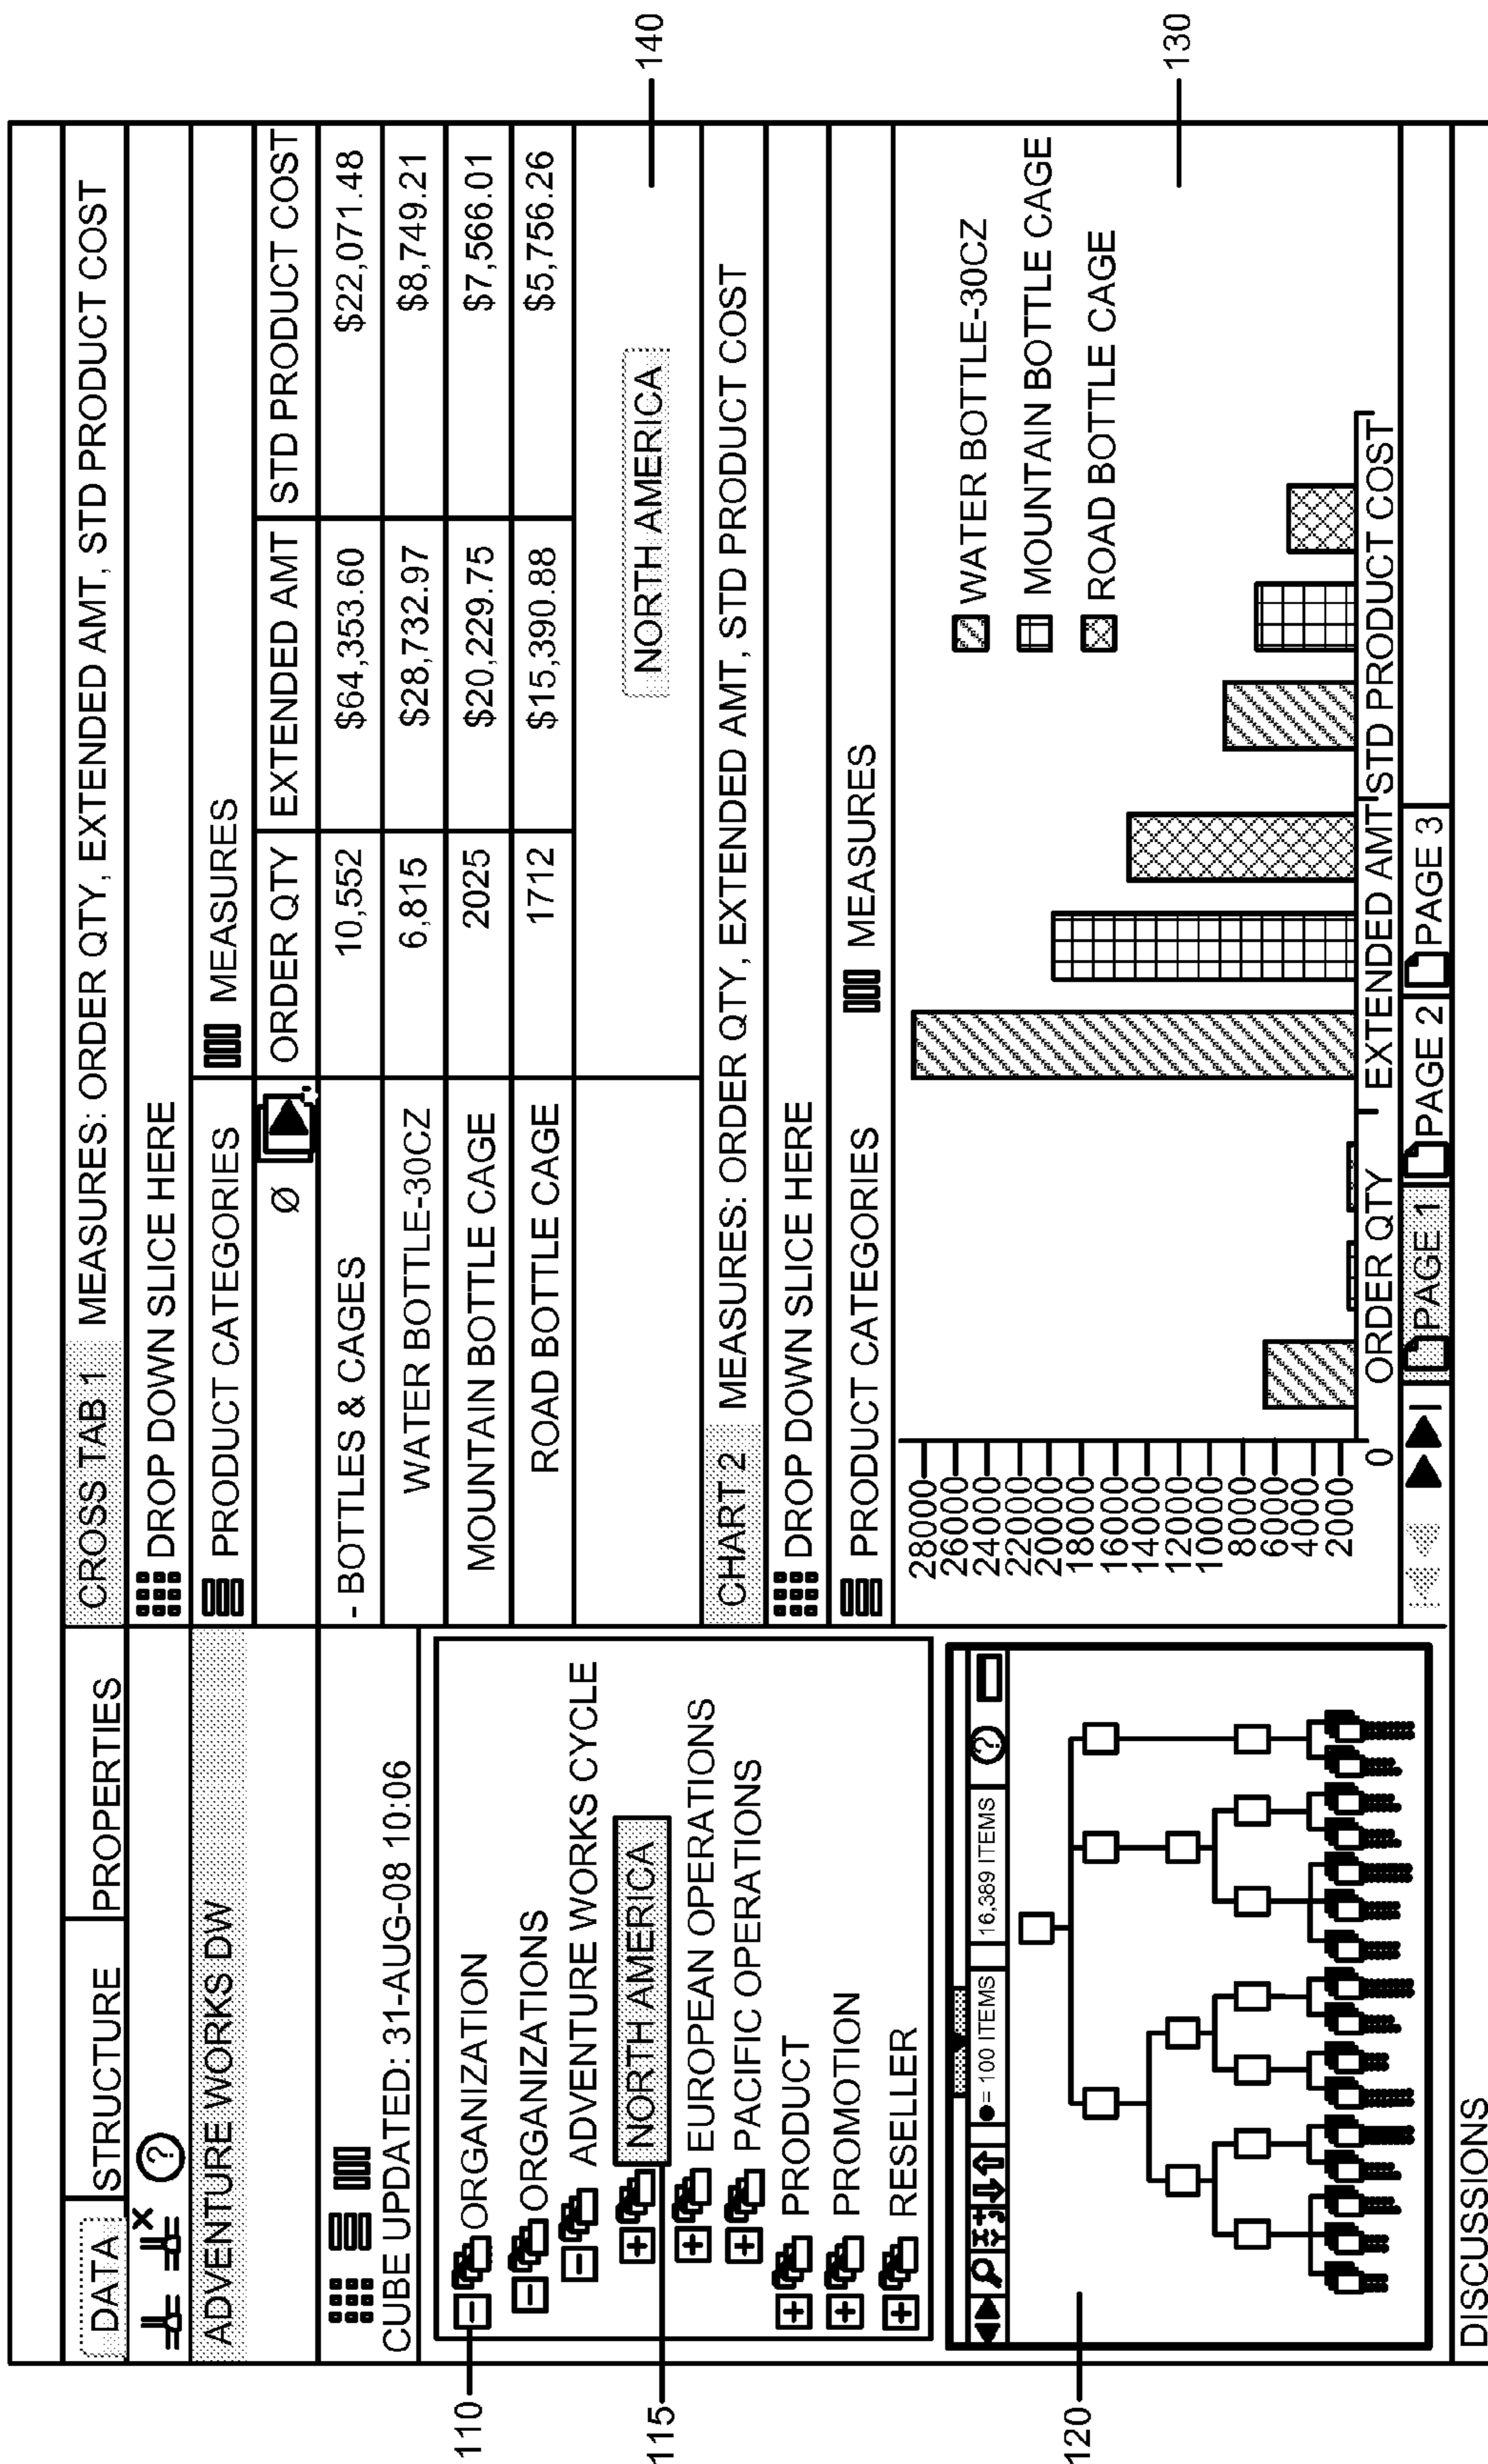 DATA STRUCTURE PROPERTIES
?
ADVENTURE WORKS DW
CUBE UPDATED: 31-AUG-08 10:06
110
- ORGANIZATION
- ORGANIZATIONS
- ADVENTURE WORKS CYCLE
115
+ NORTH AMERICA
+ EUROPEAN OPERATIONS
+ PACIFIC OPERATIONS
+ PRODUCT
+ PROMOTION
+ RESELLER
= 100 ITEMS 16,389 ITEMS ?
120
DISCUSSIONS
CROSS TAB 1 MEASURES: ORDER QTY, EXTENDED AMT, STD PRODUCT COST
DROP DOWN SLICE HERE
PRODUCT CATEGORIES MEASURES
Ø ORDER QTY EXTENDED AMT STD PRODUCT COST
- BOTTLES & CAGES 10,552 $64,353.60 $22,071.48
WATER BOTTLE-30CZ 6,815 $28,732.97 $8,749.21
MOUNTAIN BOTTLE CAGE 2025 $20,229.75 $7,566.01
ROAD BOTTLE CAGE 1712 $15,390.88 $5,756.26
NORTH AMERICA
140
CHART 2 MEASURES: ORDER QTY, EXTENDED AMT, STD PRODUCT COST
DROP DOWN SLICE HERE
PRODUCT CATEGORIES MEASURES
28000
26000
24000
22000
20000
18000
16000
14000
12000
10000
8000
6000
4000
2000
0
WATER BOTTLE-30CZ
MOUNTAIN BOTTLE CAGE
ROAD BOTTLE CAGE
130
ORDER QTY EXTENDED AMT STD PRODUCT COST
PAGE 1 PAGE 2 PAGE 3